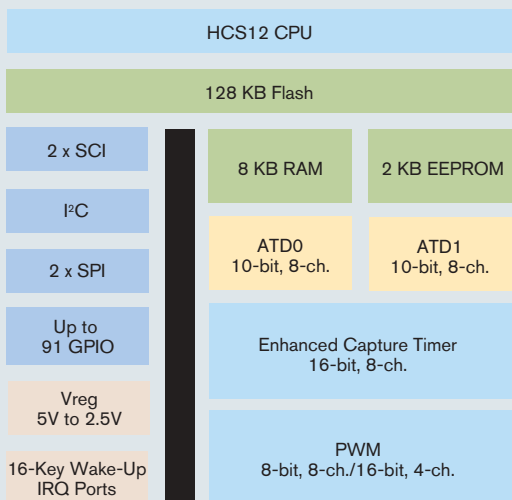 HCS12 CPU
128 KB Flash
2 x SCI
8 KB RAM
2 KB EEPROM
I²C
ATD0
10-bit, 8-ch.
ATD1
10-bit, 8-ch.
2 x SPI
Up to
91 GPIO
Enhanced Capture Timer
16-bit, 8-ch.
Vreg
5V to 2.5V
PWM
8-bit, 8-ch./16-bit, 4-ch.
16-Key Wake-Up
IRQ Ports